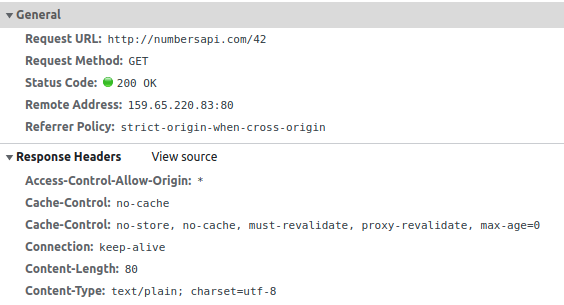 General
Request URL: http://numbersapi.com/42
Request Method: GET
Status Code: 200 OK
Remote Address: 159.65.220.83:80
Referrer Policy: strict-origin-when-cross-origin
Response Headers View source
Access-Control-Allow-Origin: *
Cache-Control: no-cache
Cache-Control: no-store, no-cache, must-revalidate, proxy-revalidate, max-age=0
Connection: keep-alive
Content-Length: 80
Content-Type: text/plain; charset=utf-8